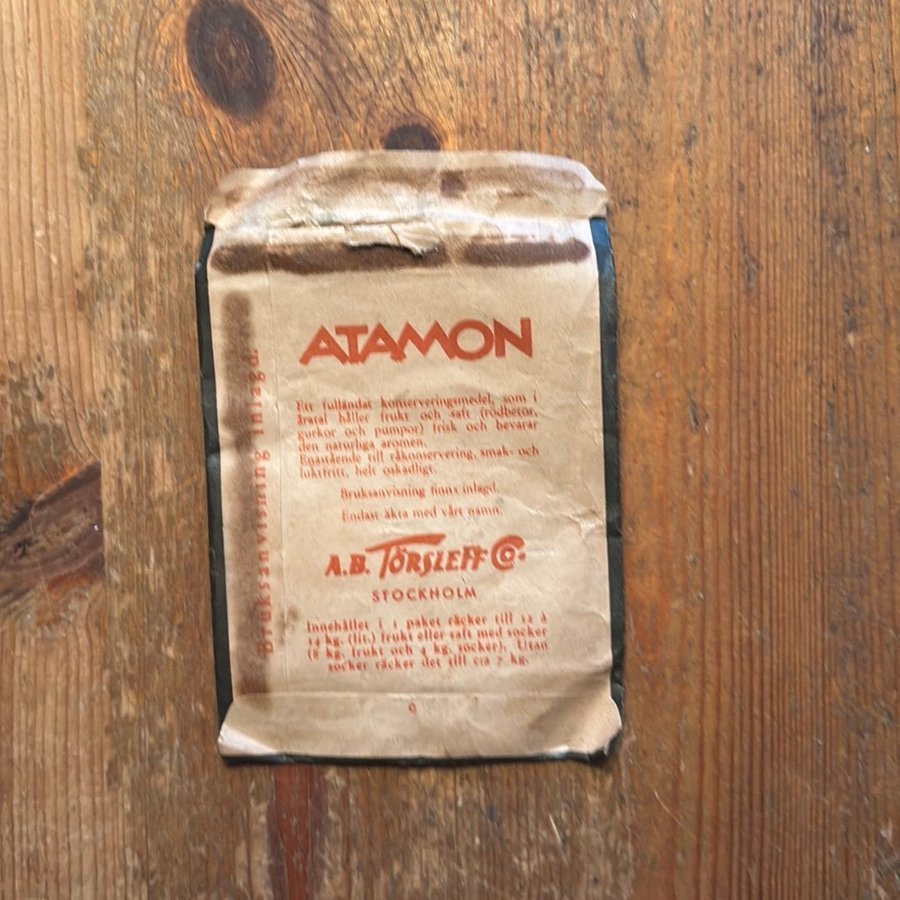 ATAMON
Ett fulländat konserveringsmedel, som i
åratal håller frukt och saft (rödbetor,
gurkor och pumpor) frisk och bevarar
den naturliga aromen.
Enastående till råkonservering, smak- och
luktfritt, helt oskadligt.
Bruksanvisning finnes inlagd.
Endast äkta med vårt namn.
A.B. TÖRSLEFF Co.
STOCKHOLM
Innehållet i 1 paket räcker till 12 à
14 kg. (lit.) frukt eller saft med socker
(8 kg. frukt och 4 kg. socker). Utan
socker räcker det till c:a 7 kg.
Bruksanvisning inlagd.